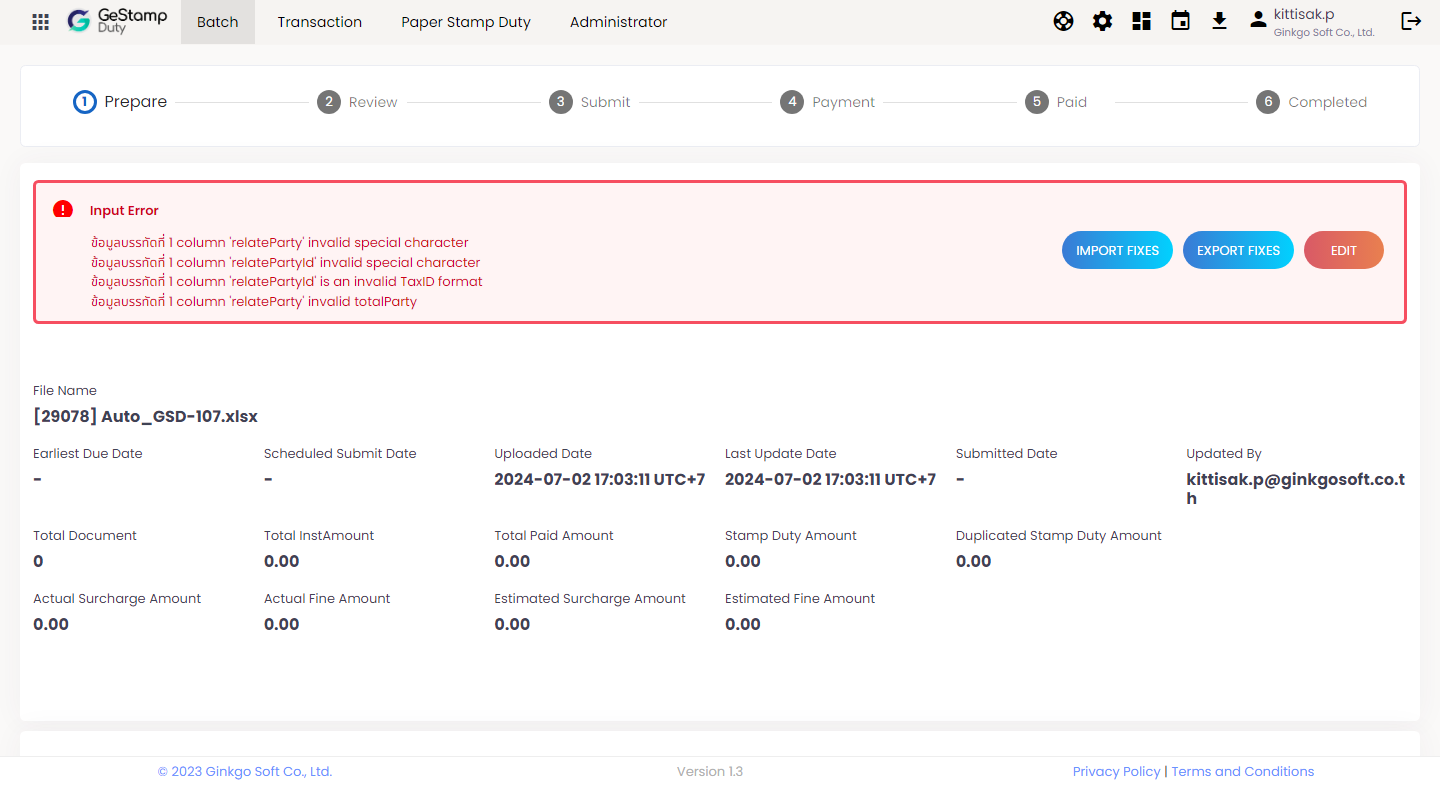 GeStamp
Duty
Batch
Transaction
Paper Stamp Duty
Administrator
kittisak.p
Ginkgo Soft Co., Ltd.
1 Prepare
2 Review
3 Submit
4 Payment
5 Paid
6 Completed
Input Error
ข้อมูลบรรทัดที่ 1 column 'relateParty' invalid special character
ข้อมูลบรรทัดที่ 1 column 'relatePartyId' invalid special character
ข้อมูลบรรทัดที่ 1 column 'relatePartyId' is an invalid TaxID format
ข้อมูลบรรทัดที่ 1 column 'relateParty' invalid totalParty
IMPORT FIXES
EXPORT FIXES
EDIT
File Name
[29078] Auto_GSD-107.xlsx
Earliest Due Date
-
Scheduled Submit Date
-
Uploaded Date
2024-07-02 17:03:11 UTC+7
Last Update Date
2024-07-02 17:03:11 UTC+7
Submitted Date
-
Updated By
kittisak.p@ginkgosoft.co.t
h
Total Document
0
Total InstAmount
0.00
Total Paid Amount
0.00
Stamp Duty Amount
0.00
Duplicated Stamp Duty Amount
0.00
Actual Surcharge Amount
0.00
Actual Fine Amount
0.00
Estimated Surcharge Amount
0.00
Estimated Fine Amount
0.00
© 2023 Ginkgo Soft Co., Ltd.
Version 1.3
Privacy Policy | Terms and Conditions